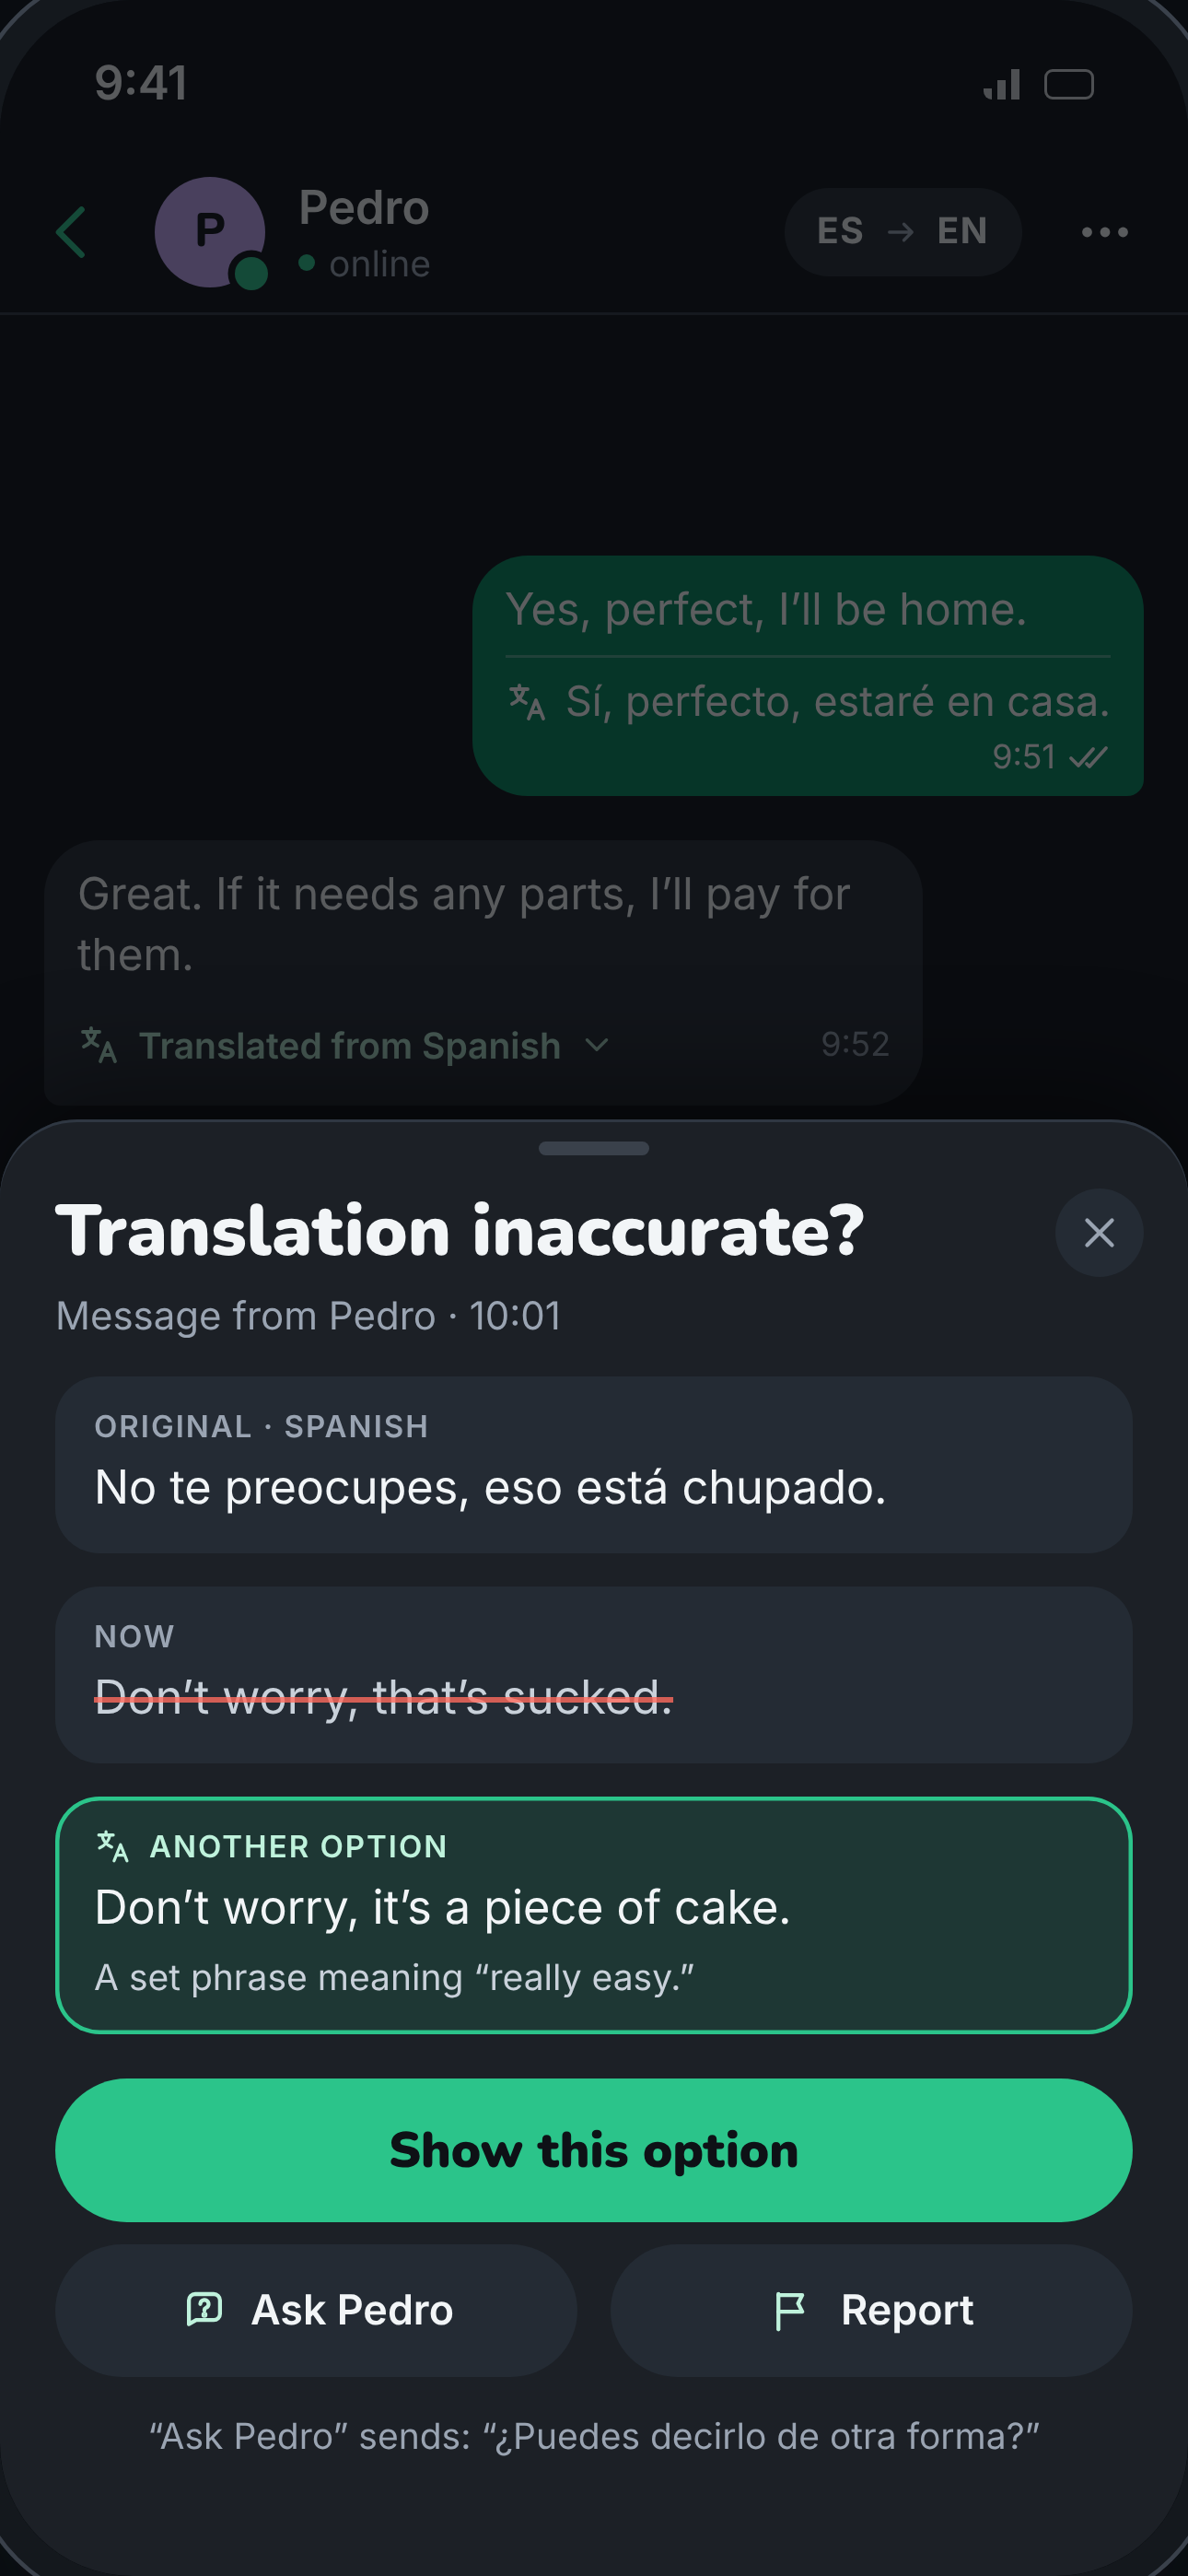 9:41
P
Pedro
online
ES → EN
Yes, perfect, I’ll be home.
Sí, perfecto, estaré en casa.
9:51
Great. If it needs any parts, I’ll pay for
them.
Translated from Spanish
9:52
Translation inaccurate?
Message from Pedro · 10:01
ORIGINAL · SPANISH
No te preocupes, eso está chupado.
NOW
Don’t worry, that’s sucked.
ANOTHER OPTION
Don’t worry, it’s a piece of cake.
A set phrase meaning “really easy.”
Show this option
Ask Pedro
Report
“Ask Pedro” sends: “¿Puedes decirlo de otra forma?”